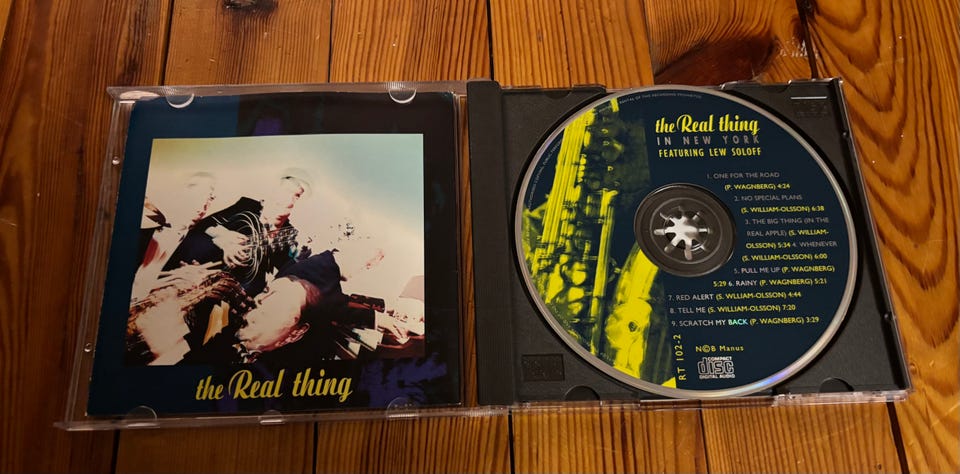 the Real thing
the Real thing
IN NEW YORK
FEATURING LEW SOLOFF
1. ONE FOR THE ROAD
(P. WAGNBERG) 4:24
2. NO SPECIAL PLANS
(S. WILLIAM-OLSSON) 6:38
3. THE BIG THING (IN THE
REAL APPLE) (S. WILLIAM-
OLSSON) 5:34 4. WHENEVER
(S. WILLIAM-OLSSON) 6:00
5. PULL ME UP (P. WAGNBERG)
5:29 6. RAINY (P. WAGNBERG) 5:21
7. RED ALERT (S. WLLIAM-OLSSON) 4:44
8. TELL ME (S. WILLIAM-OLSSON) 7:20
9. SCRATCH MY BACK (P. WAGNBERG) 3:29
N©B Manus
RT 102-2
COMPACT
disc
DIGITAL AUDIO